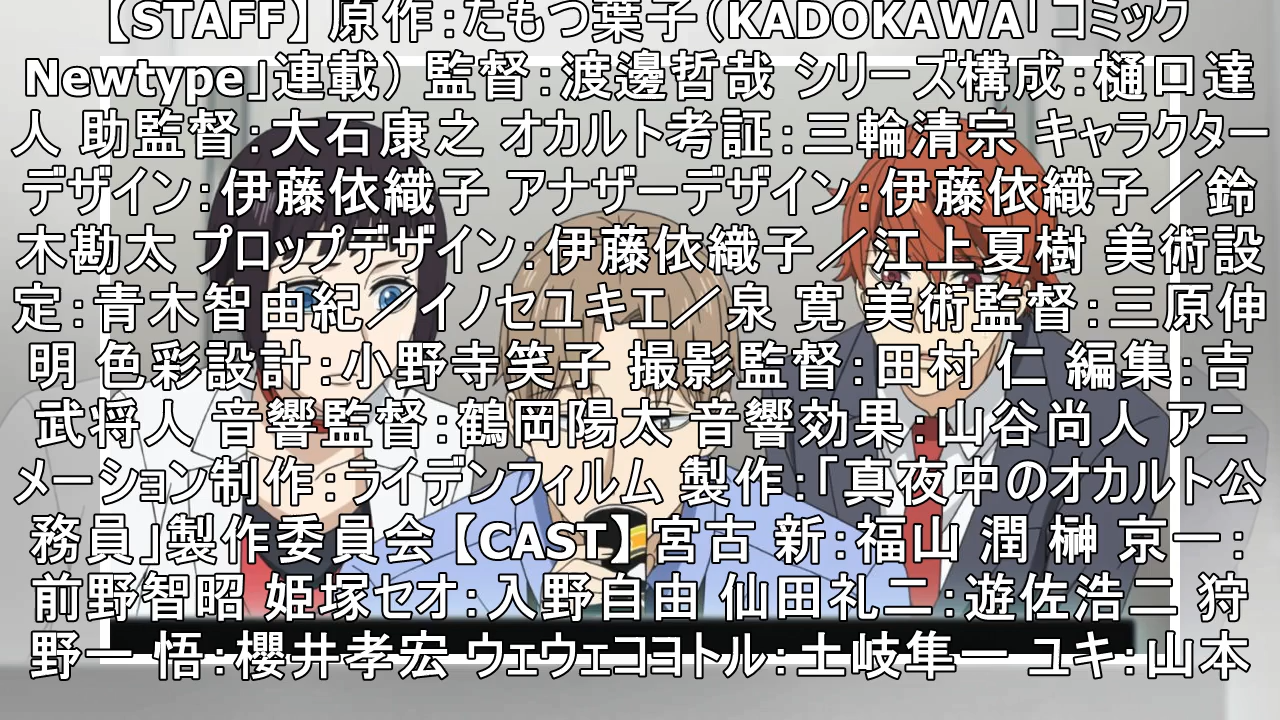 【STAFF】 原作：たもつ葉子（KADOKAWA「コミック
Newtype」連載） 監督：渡邊哲哉 シリーズ構成：樋口達
人 助監督：大石康之 オカルト考証：三輪清宗 キャラクター
デザイン：伊藤依織子 アナザーデザイン：伊藤依織子／鈴
木勘太 プロップデザイン：伊藤依織子／江上夏樹 美術設
定：青木智由紀／イノセユキエ／泉 寛 美術監督：三原伸
明 色彩設計：小野寺笑子 撮影監督：田村 仁 編集：吉
武将人 音響監督：鶴岡陽太 音響効果：山谷尚人 アニ
メーション制作：ライデンフィルム 製作：「真夜中のオカルト公
務員」製作委員会 【CAST】 宮古 新：福山 潤 榊 京一：
前野智昭 姫塚セオ：入野自由 仙田礼二：遊佐浩二 狩
野一 悟：櫻井孝宏 ウェウェコヨトル：土岐隼一 ユキ：山本